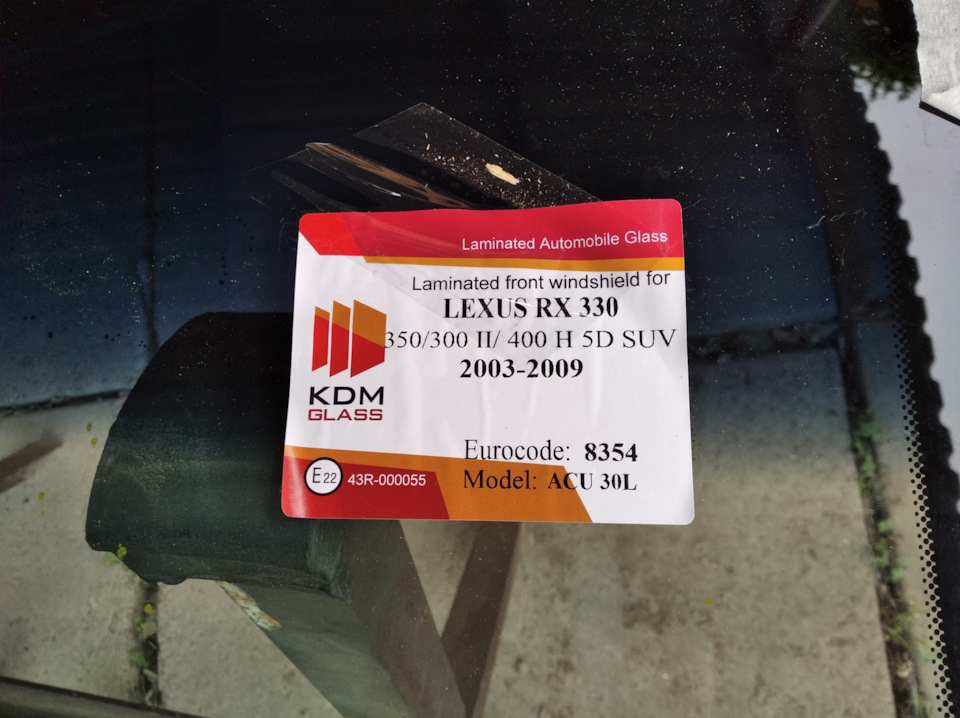 Laminated Automobile Glass
Laminated front windshield for
LEXUS RX 330
350/300 II/ 400 H 5D SUV
2003-2009
KDM
GLASS
Eurocode: 8354
Model: ACU 30L
E22 43R-000055